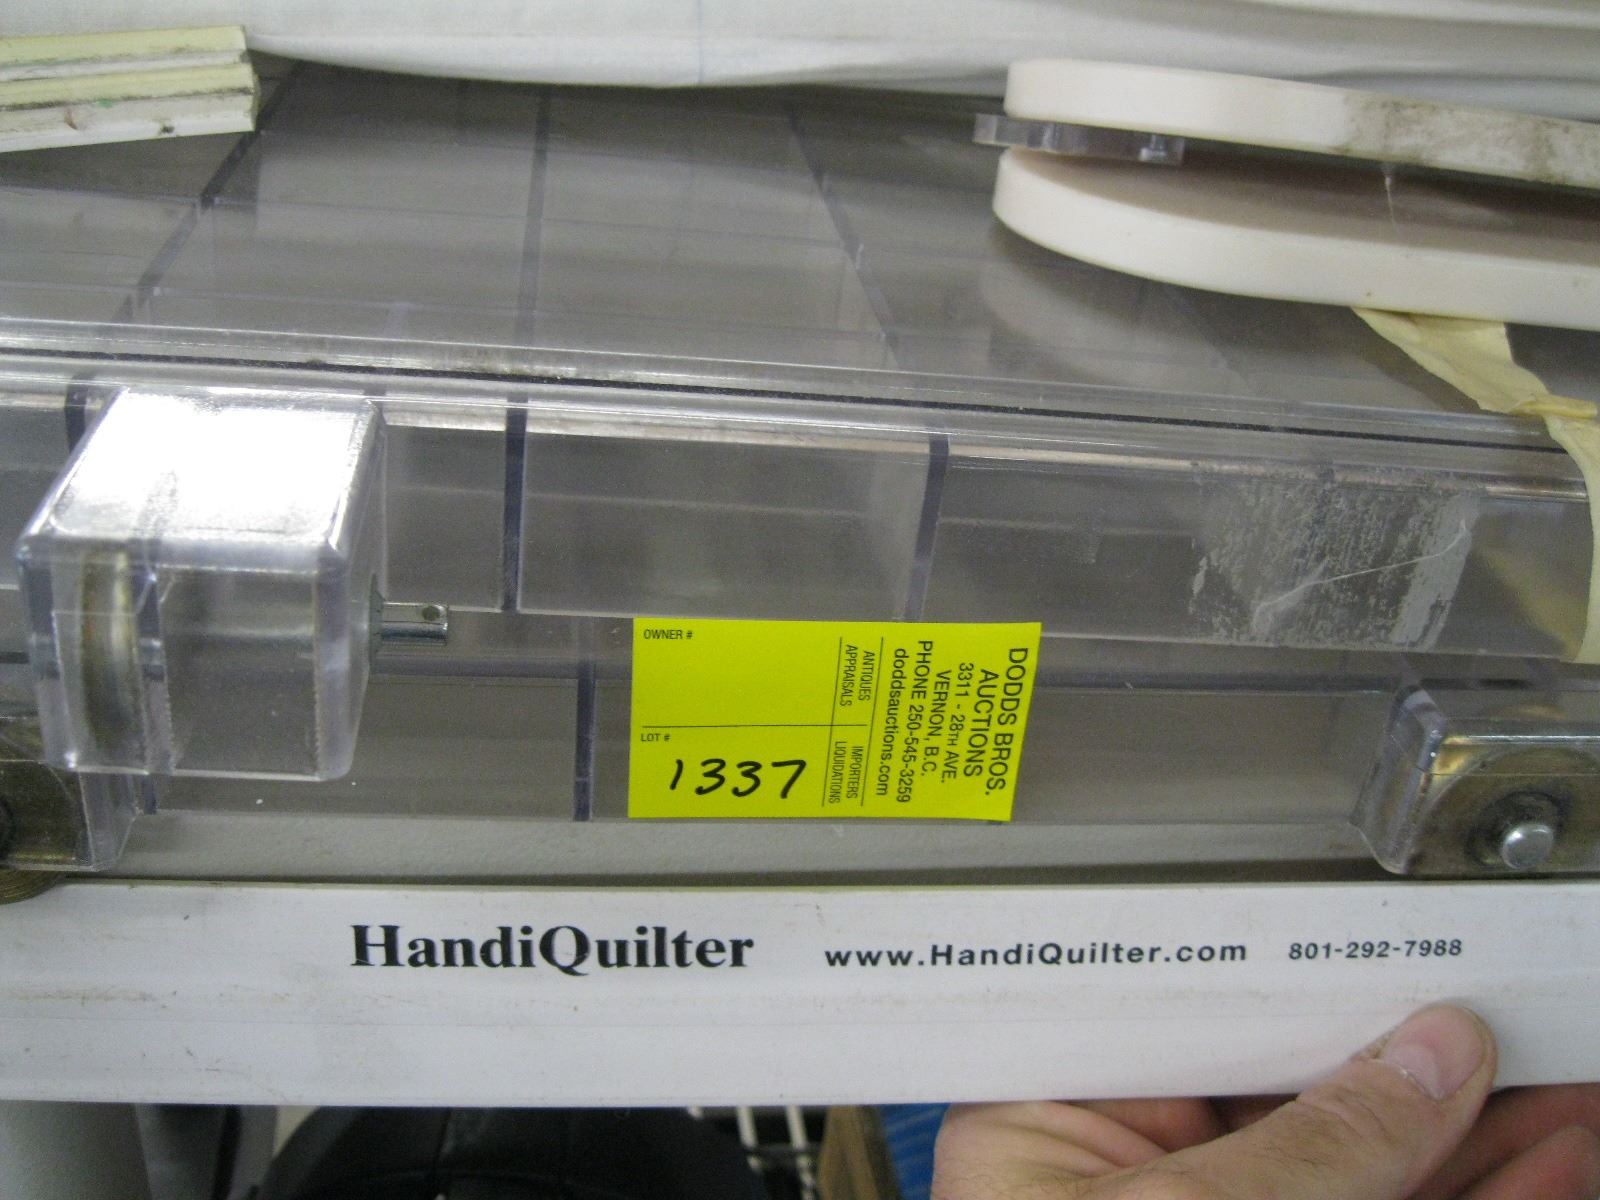 OWNER #
LOT #
1337
ANTIQUES
APPRAISALS
IMPORTERS
LIQUIDATIONS
DODDS BROS.
AUCTIONS
3311 - 28TH AVE.
VERNON, B.C.
PHONE 250-545-3259
doddsauctions.com
HandiQuilter www.HandiQuilter.com 801-292-7988